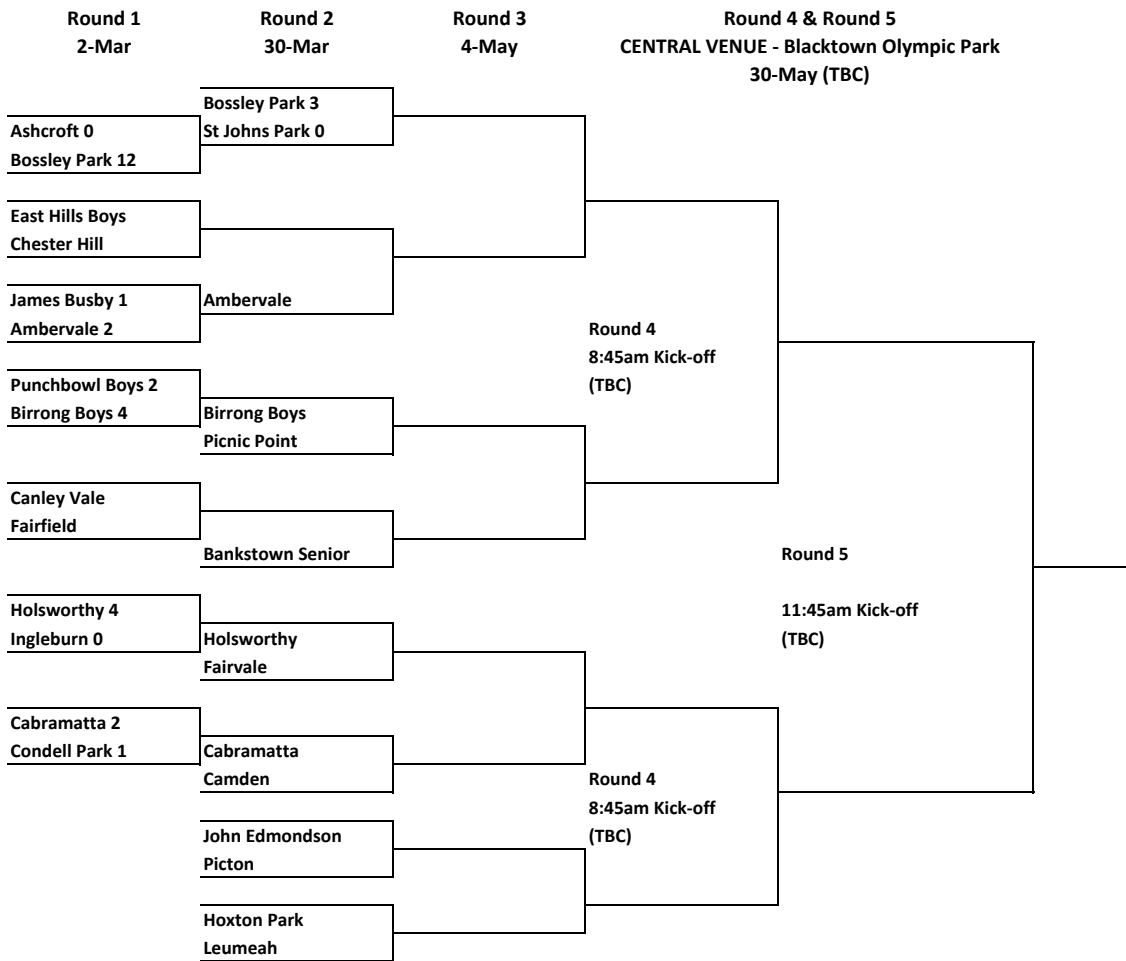 Round 1
2-Mar
Round 2
30-Mar
Round 3
4-May
Round 4 & Round 5
CENTRAL VENUE - Blacktown Olympic Park
30-May (TBC)
Ashcroft 0
Bossley Park 12
East Hills Boys
Chester Hill
James Busby 1
Ambervale 2
Punchbowl Boys 2
Birrong Boys 4
Canley Vale
Fairfield
Holsworthy 4
Ingleburn 0
Cabramatta 2
Condell Park 1
Bossley Park 3
St Johns Park 0
Ambervale
Birrong Boys
Picnic Point
Bankstown Senior
Holsworthy
Fairvale
Cabramatta
Camden
John Edmondson
Picton
Hoxton Park
Leumeah
Round 4
8:45am Kick-off
(TBC)
Round 4
8:45am Kick-off
(TBC)
Round 5
11:45am Kick-off
(TBC)